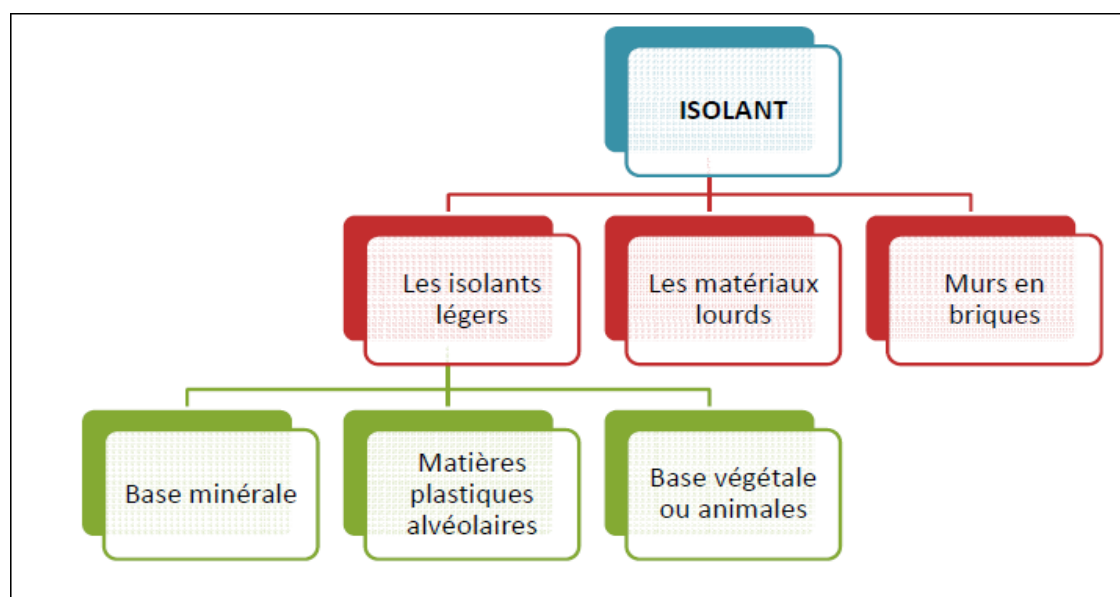 ISOLANT
Les isolants
légers
Les matériaux
lourds
Murs en
briques
Base minérale
Matières
plastiques
alvéolaires
Base végétale
ou animales